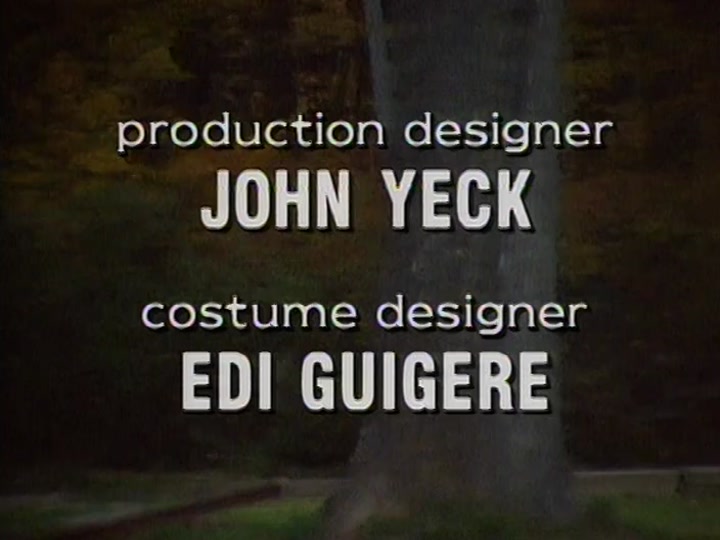 production designer
JOHN YECK
costume designer
EDI GUIGERE